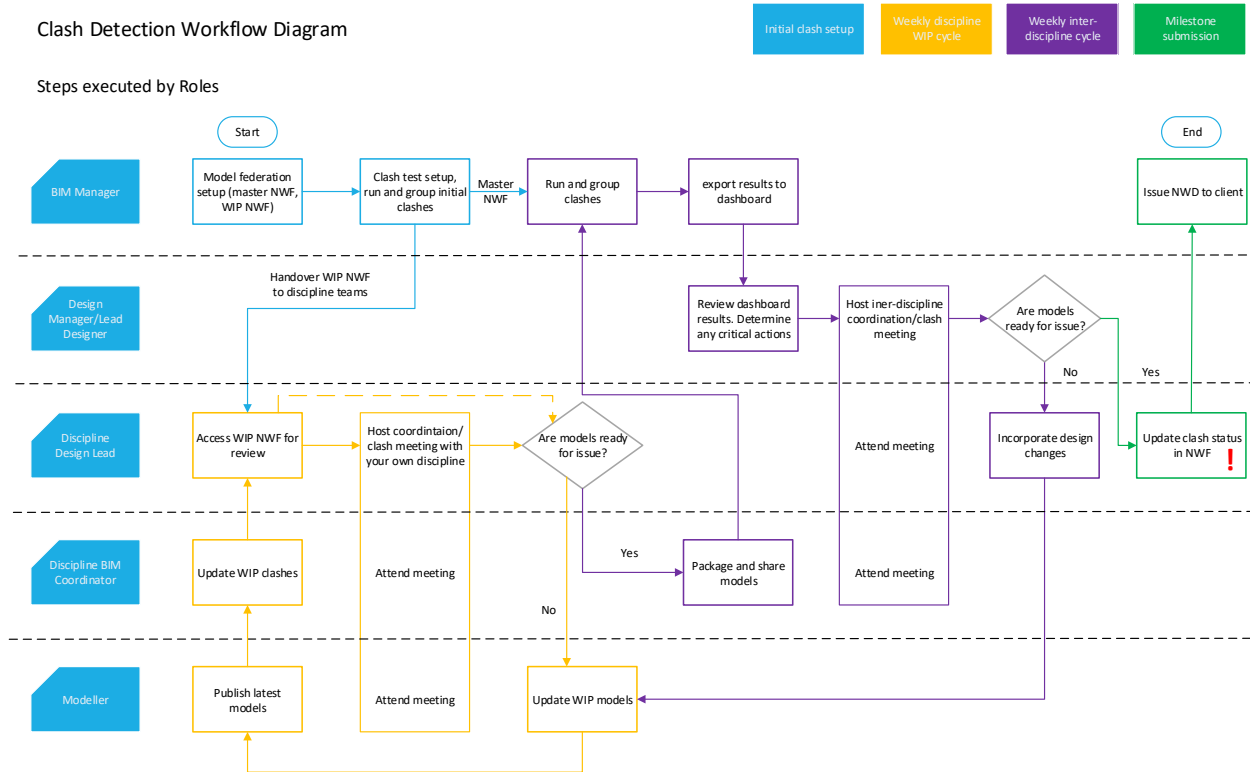 Clash Detection Workflow Diagram
Initial clash setup
Weekly discipline
WIP cycle
Weekly inter-
discipline cycle
Milestone
submission
Steps executed by Roles
Start
End
BIM Manager
Model federation
setup (master NWF,
WIP NWF)
Clash test setup,
run and group initial
clashes
Master
NWF
Run and group
clashes
export results to
dashboard
Issue NWD to client
Handover WIP NWF
to discipline teams
Design
Manager/Lead
Designer
Review dashboard
results. Determine
any critical actions
Host iner-discipline
coordination/clash
meeting
Are models
ready for issue?
No
Yes
Discipline
Design Lead
Access WIP NWF for
review
Host coordintaion/
clash meeting with
your own discipline
Are models ready
for issue?
Attend meeting
Incorporate design
changes
Update clash status
in NWF
!
Discipline BIM
Coordinator
Update WIP clashes
Attend meeting
Yes
Package and share
models
Attend meeting
No
Modeller
Publish latest
models
Attend meeting
Update WIP models